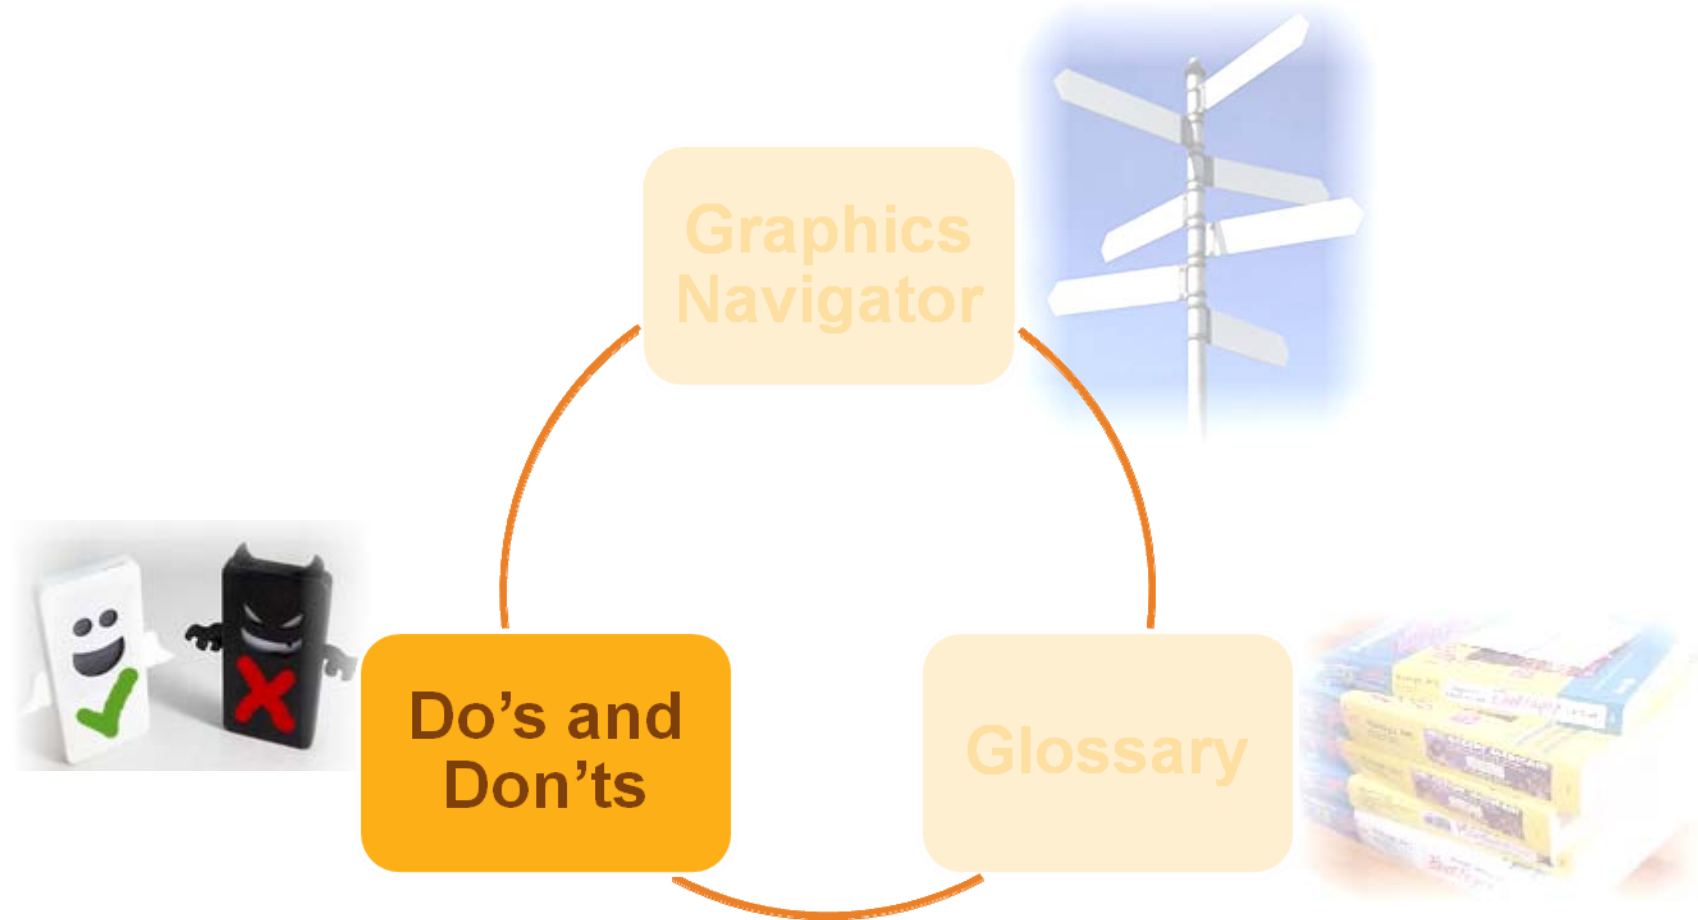 Graphics
Navigator
Do’s and
Don’ts
Glossary